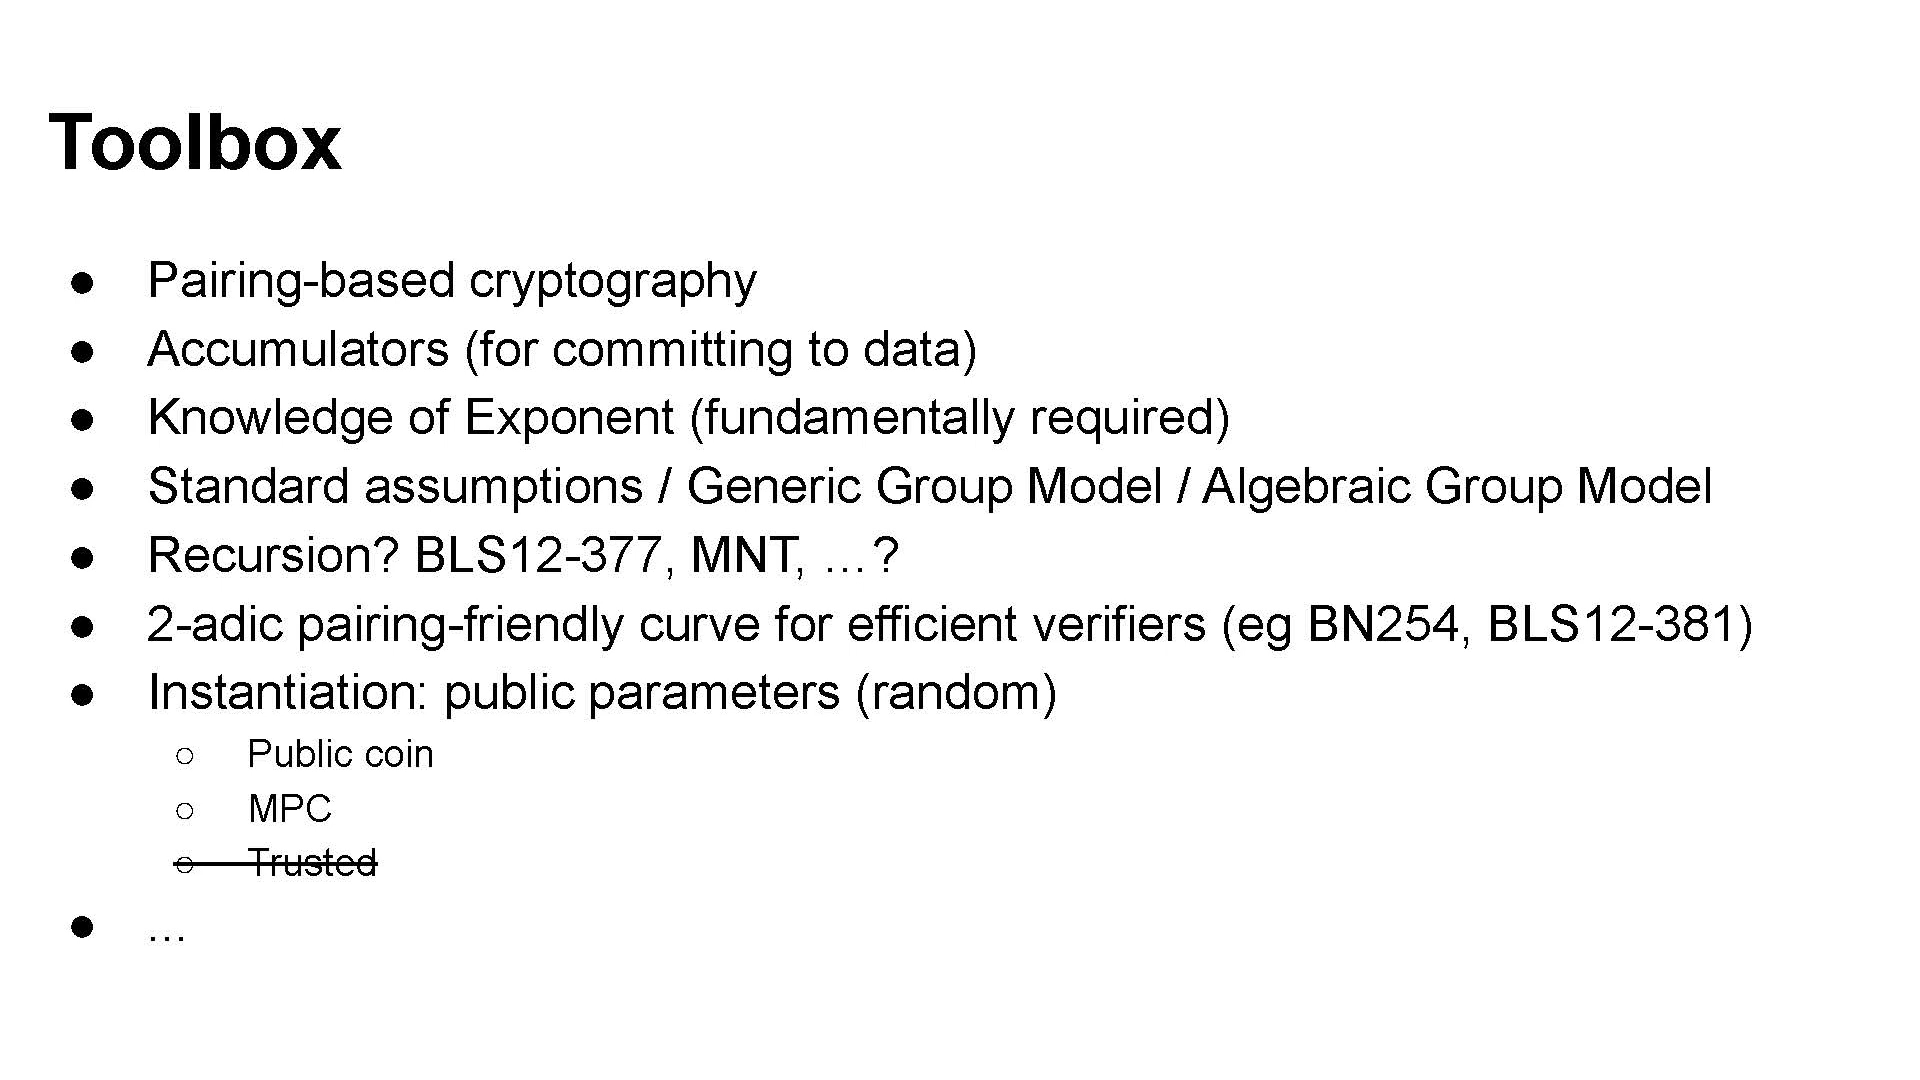 Toolbox
● Pairing-based cryptography
● Accumulators (for committing to data)
● Knowledge of Exponent (fundamentally required)
● Standard assumptions / Generic Group Model / Algebraic Group Model
● Recursion? BLS12-377, MNT, …?
● 2-adic pairing-friendly curve for efficient verifiers (eg BN254, BLS12-381)
● Instantiation: public parameters (random)
○ Public coin
○ MPC
○ Trusted
● …